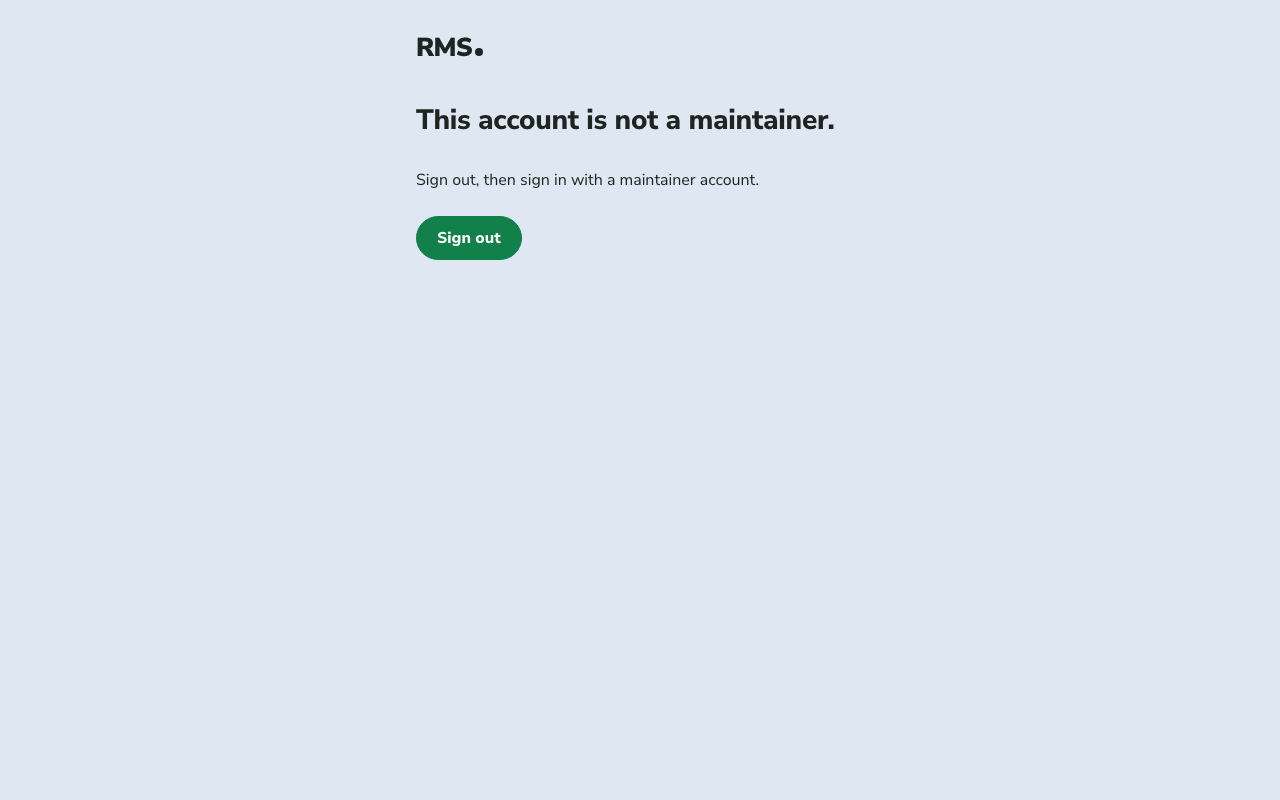 RMS.
This account is not a maintainer.
Sign out, then sign in with a maintainer account.
Sign out